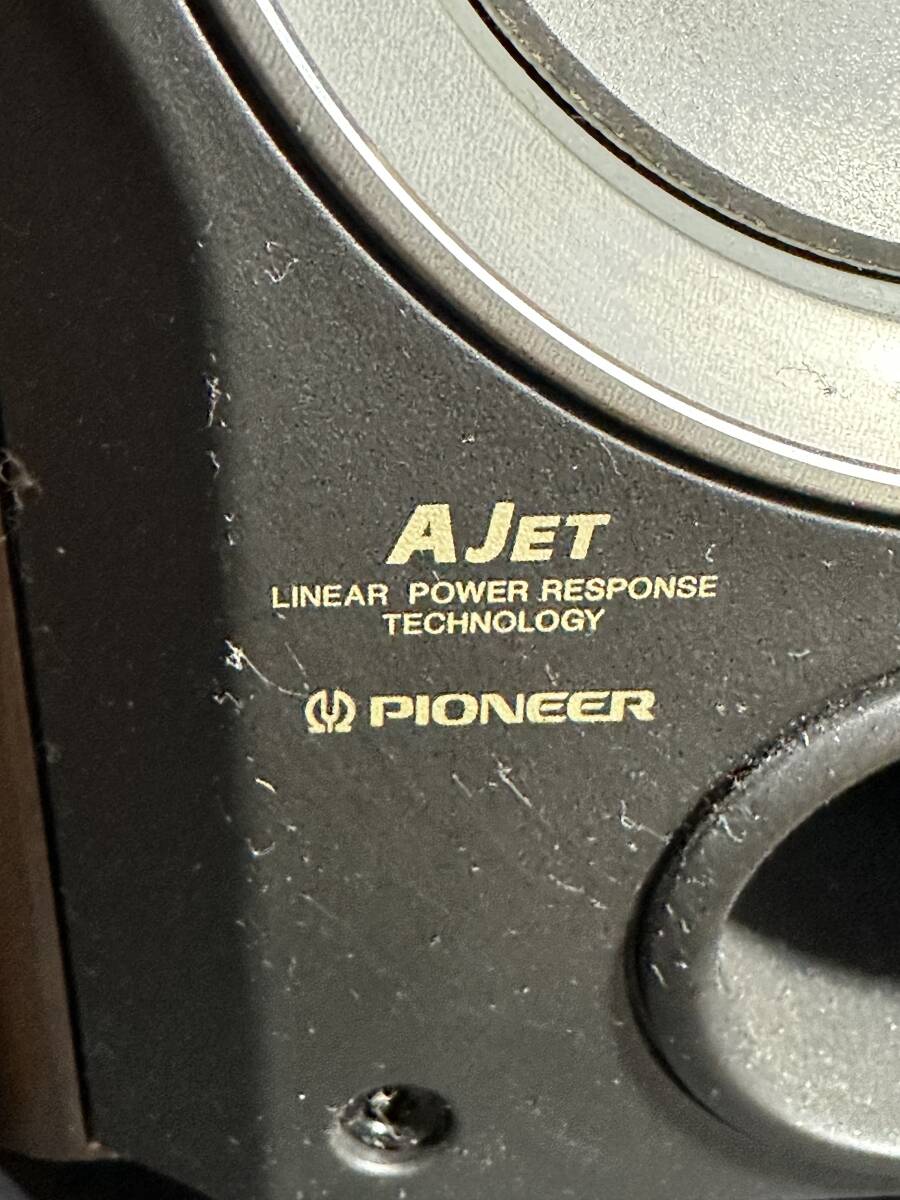 AJET
LINEAR POWER RESPONSE
TECHNOLOGY
PIONEER